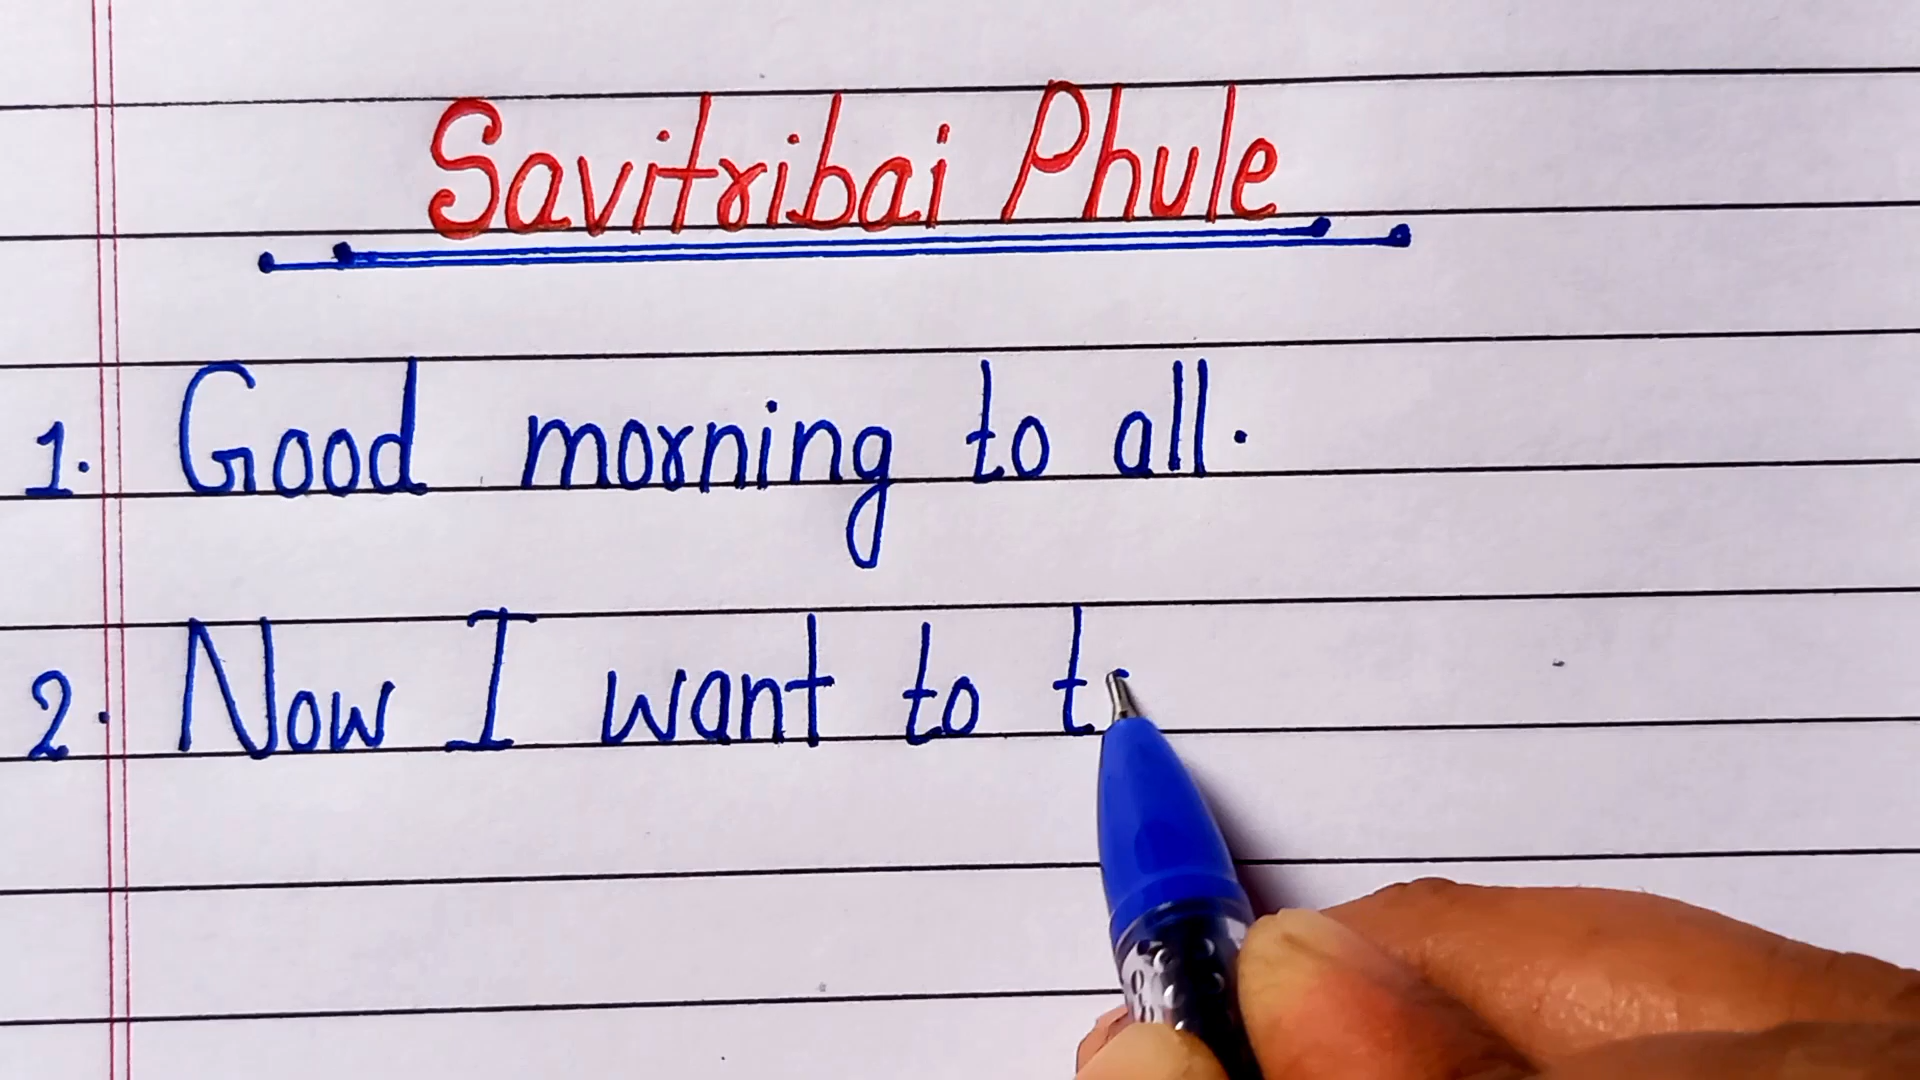 Savitribai Phule
1. Good morning to all.
2. Now I want to